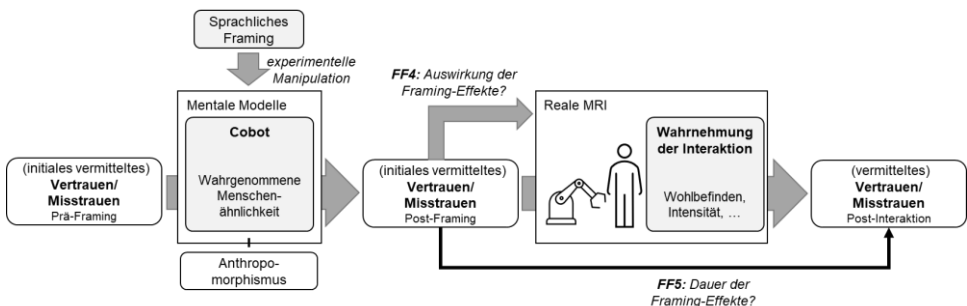 Sprachliches
Framing
experimentelle
Manipulation
FF4: Auswirkung der
Framing-Effekte?
Mentale Modelle
Cobot
Wahrgenommene
Menschen-
ähnlichkeit
Anthropo-
morphismus
(initiales vermitteltes)
Vertrauen/
Misstrauen
Prä-Framing
(initiales vermitteltes)
Vertrauen/
Misstrauen
Post-Framing
Reale MRI
Wahrnehmung
der Interaktion
Wohlbefinden,
Intensität, …
(vermitteltes)
Vertrauen/
Misstrauen
Post-Interaktion
FF5: Dauer der
Framing-Effekte?